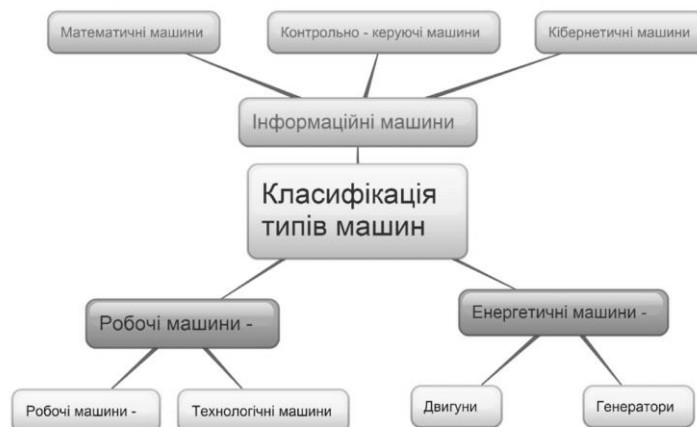 Математичні машини
Контрольно - керуючі машини
Кібернетичні машини
Інформаційні машини
Класифікація
типів машин
Робочі машини -
Енергетичні машини -
Робочі машини -
Технологічні машини
Двигуни
Генератори